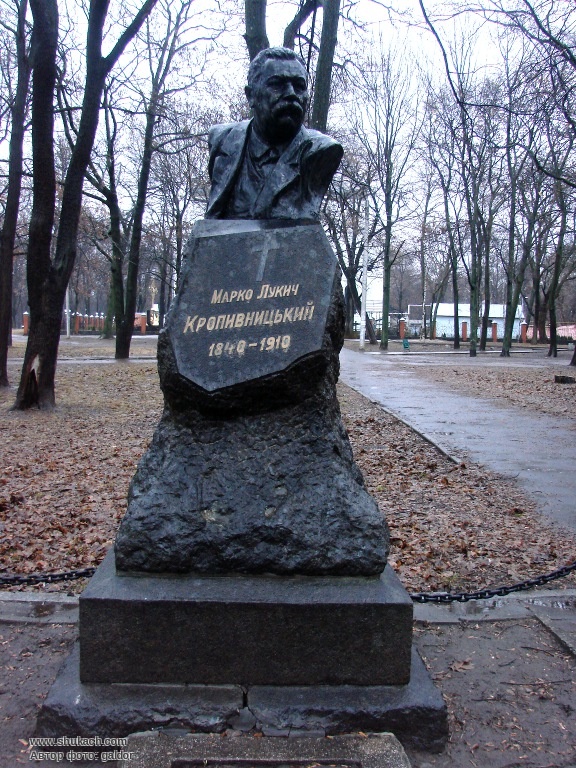 Марко Лукич
Кропивницький
1840-1910
www.shukach.com
Автор фото: galdor